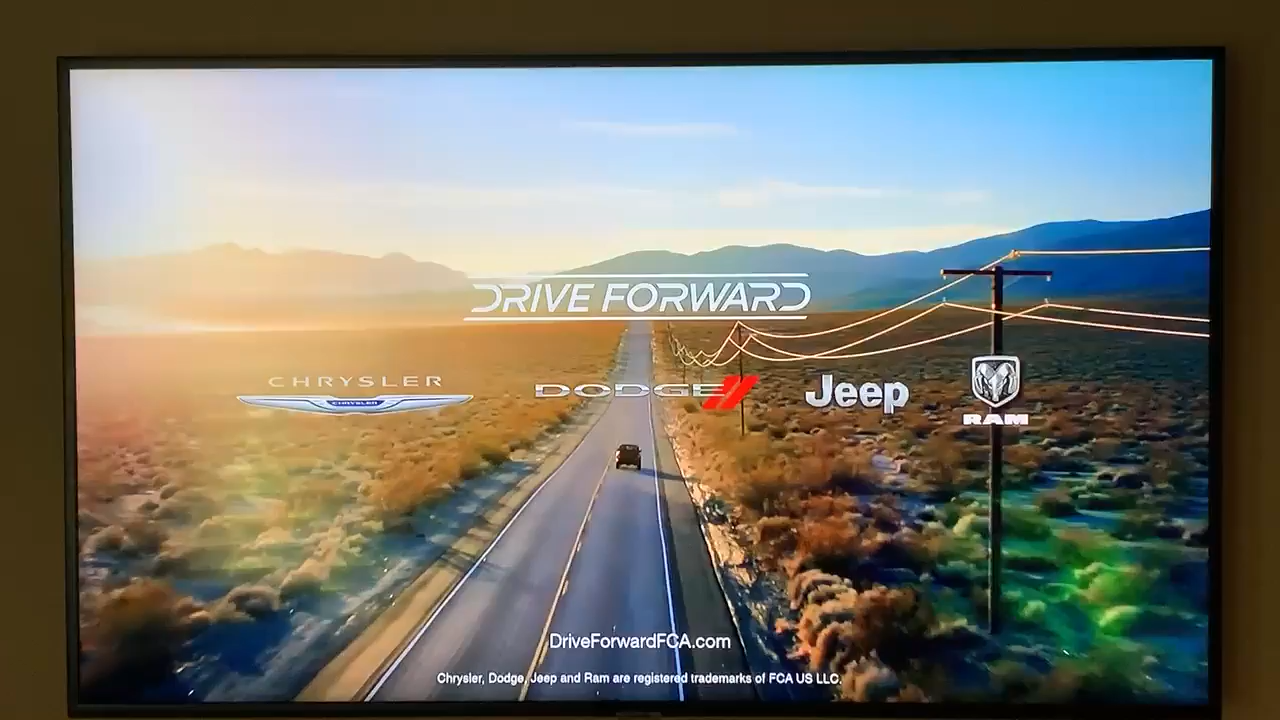 DRIVE FORWARD
CHRYSLER
CHRYSLER
DODGE
Jeep
RAM
DriveForwardFCA.com
Chrysler, Dodge, Jeep and Ram are registered trademarks of FCA US LLC.